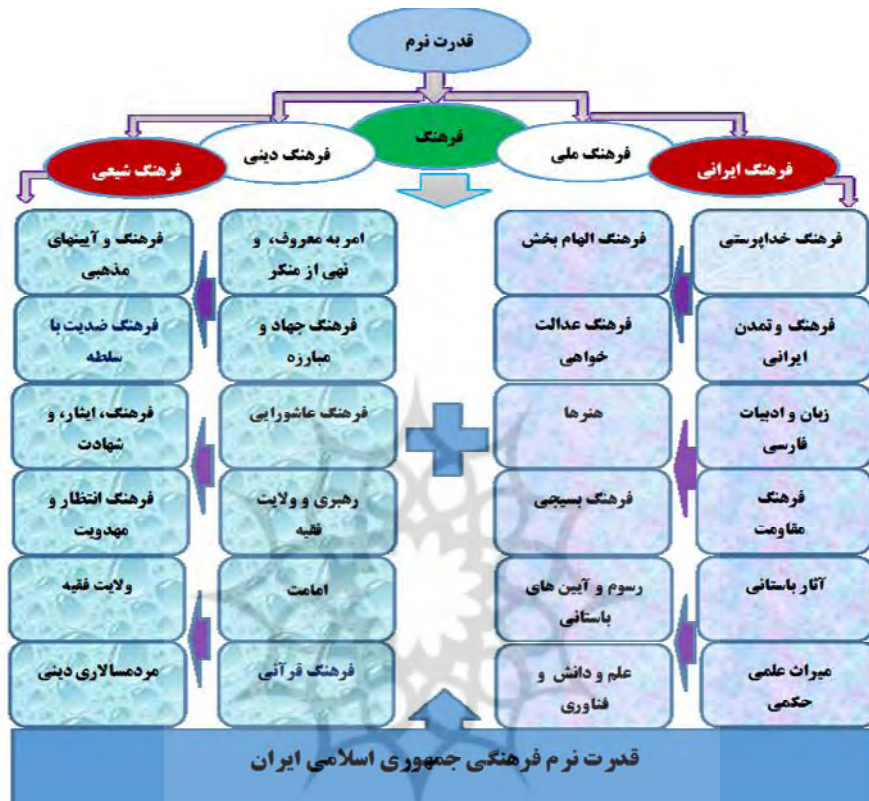 قدرت نرم
فرهنگ ایرانی
فرهنگ ملی
فرهنگ
فرهنگ دینی
فرهنگ شیعی
فرهنگ خداپرستی
فرهنگ الهام بخش
امر به معروف، و
نهی از منکر
فرهنگ و آیینهای
مذهبی
فرهنگ و تمدن
ایرانی
فرهنگ عدالت
خواهی
فرهنگ جهاد و
مبارزه
فرهنگ ضدیت با
سلطه
زبان و ادبیات
فارسی
هنرها
فرهنگ عاشورایی
فرهنگ، ایثار، و
شهادت
فرهنگ
مقاومت
فرهنگ بسیجی
رهبری و ولایت
فقیه
فرهنگ انتظار و
مهدویت
آثار باستانی
رسوم و آیین های
باستانی
امامت
ولایت فقیه
میراث علمی
حکمی
علم و دانش و
فناوری
فرهنگ قرآنی
مردمسالاری دینی
قدرت نرم فرهنگی جمهوری اسلامی ایران